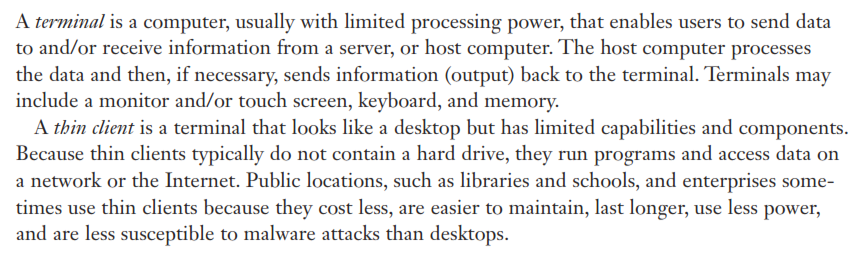 A terminal is a computer, usually with limited processing power, that enables users to send data
to and/or receive information from a server, or host computer. The host computer processes
the data and then, if necessary, sends information (output) back to the terminal. Terminals may
include a monitor and/or touch screen, keyboard, and memory.
A thin client is a terminal that looks like a desktop but has limited capabilities and components.
Because thin clients typically do not contain a hard drive, they run programs and access data on
a network or the Internet. Public locations, such as libraries and schools, and enterprises some-
times use thin clients because they cost less, are easier to maintain, last longer, use less power,
and are less susceptible to malware attacks than desktops.